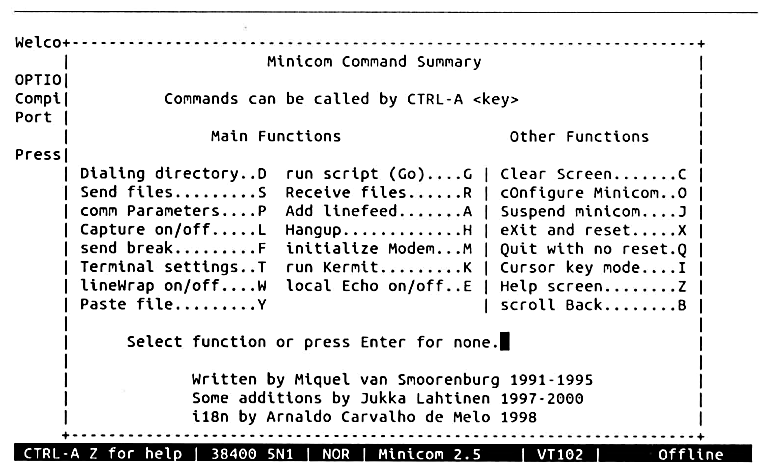 Welco+----------------------------------------------------------------------+
| Minicom Command Summary |
OPTIO| |
Compi| Commands can be called by CTRL-A <key> |
Port | |
| Main Functions Other Functions |
Press| |
| Dialing directory..D run script (Go)....G | Clear Screen.......C |
| Send files.........S Receive files......R | cOnfigure Minicom..O |
| comm Parameters....P Add linefeed.......A | Suspend minicom....J |
| Capture on/off.....L Hangup.............H | eXit and reset.....X |
| send break.........F initialize Modem...M | Quit with no reset.Q |
| Terminal settings..T run Kermit.........K | Cursor key mode....I |
| lineWrap on/off....W local Echo on/off..E | Help screen........Z |
| Paste file.........Y | scroll Back........B |
| Select function or press Enter for none. |
| Written by Miquel van Smoorenburg 1991-1995 |
| Some additions by Jukka Lahtinen 1997-2000 |
| i18n by Arnaldo Carvalho de Melo 1998 |
+----------------------------------------------------------------------+
CTRL-A Z for help | 38400 5N1 | NOR | Minicom 2.5 | VT102 | Offline